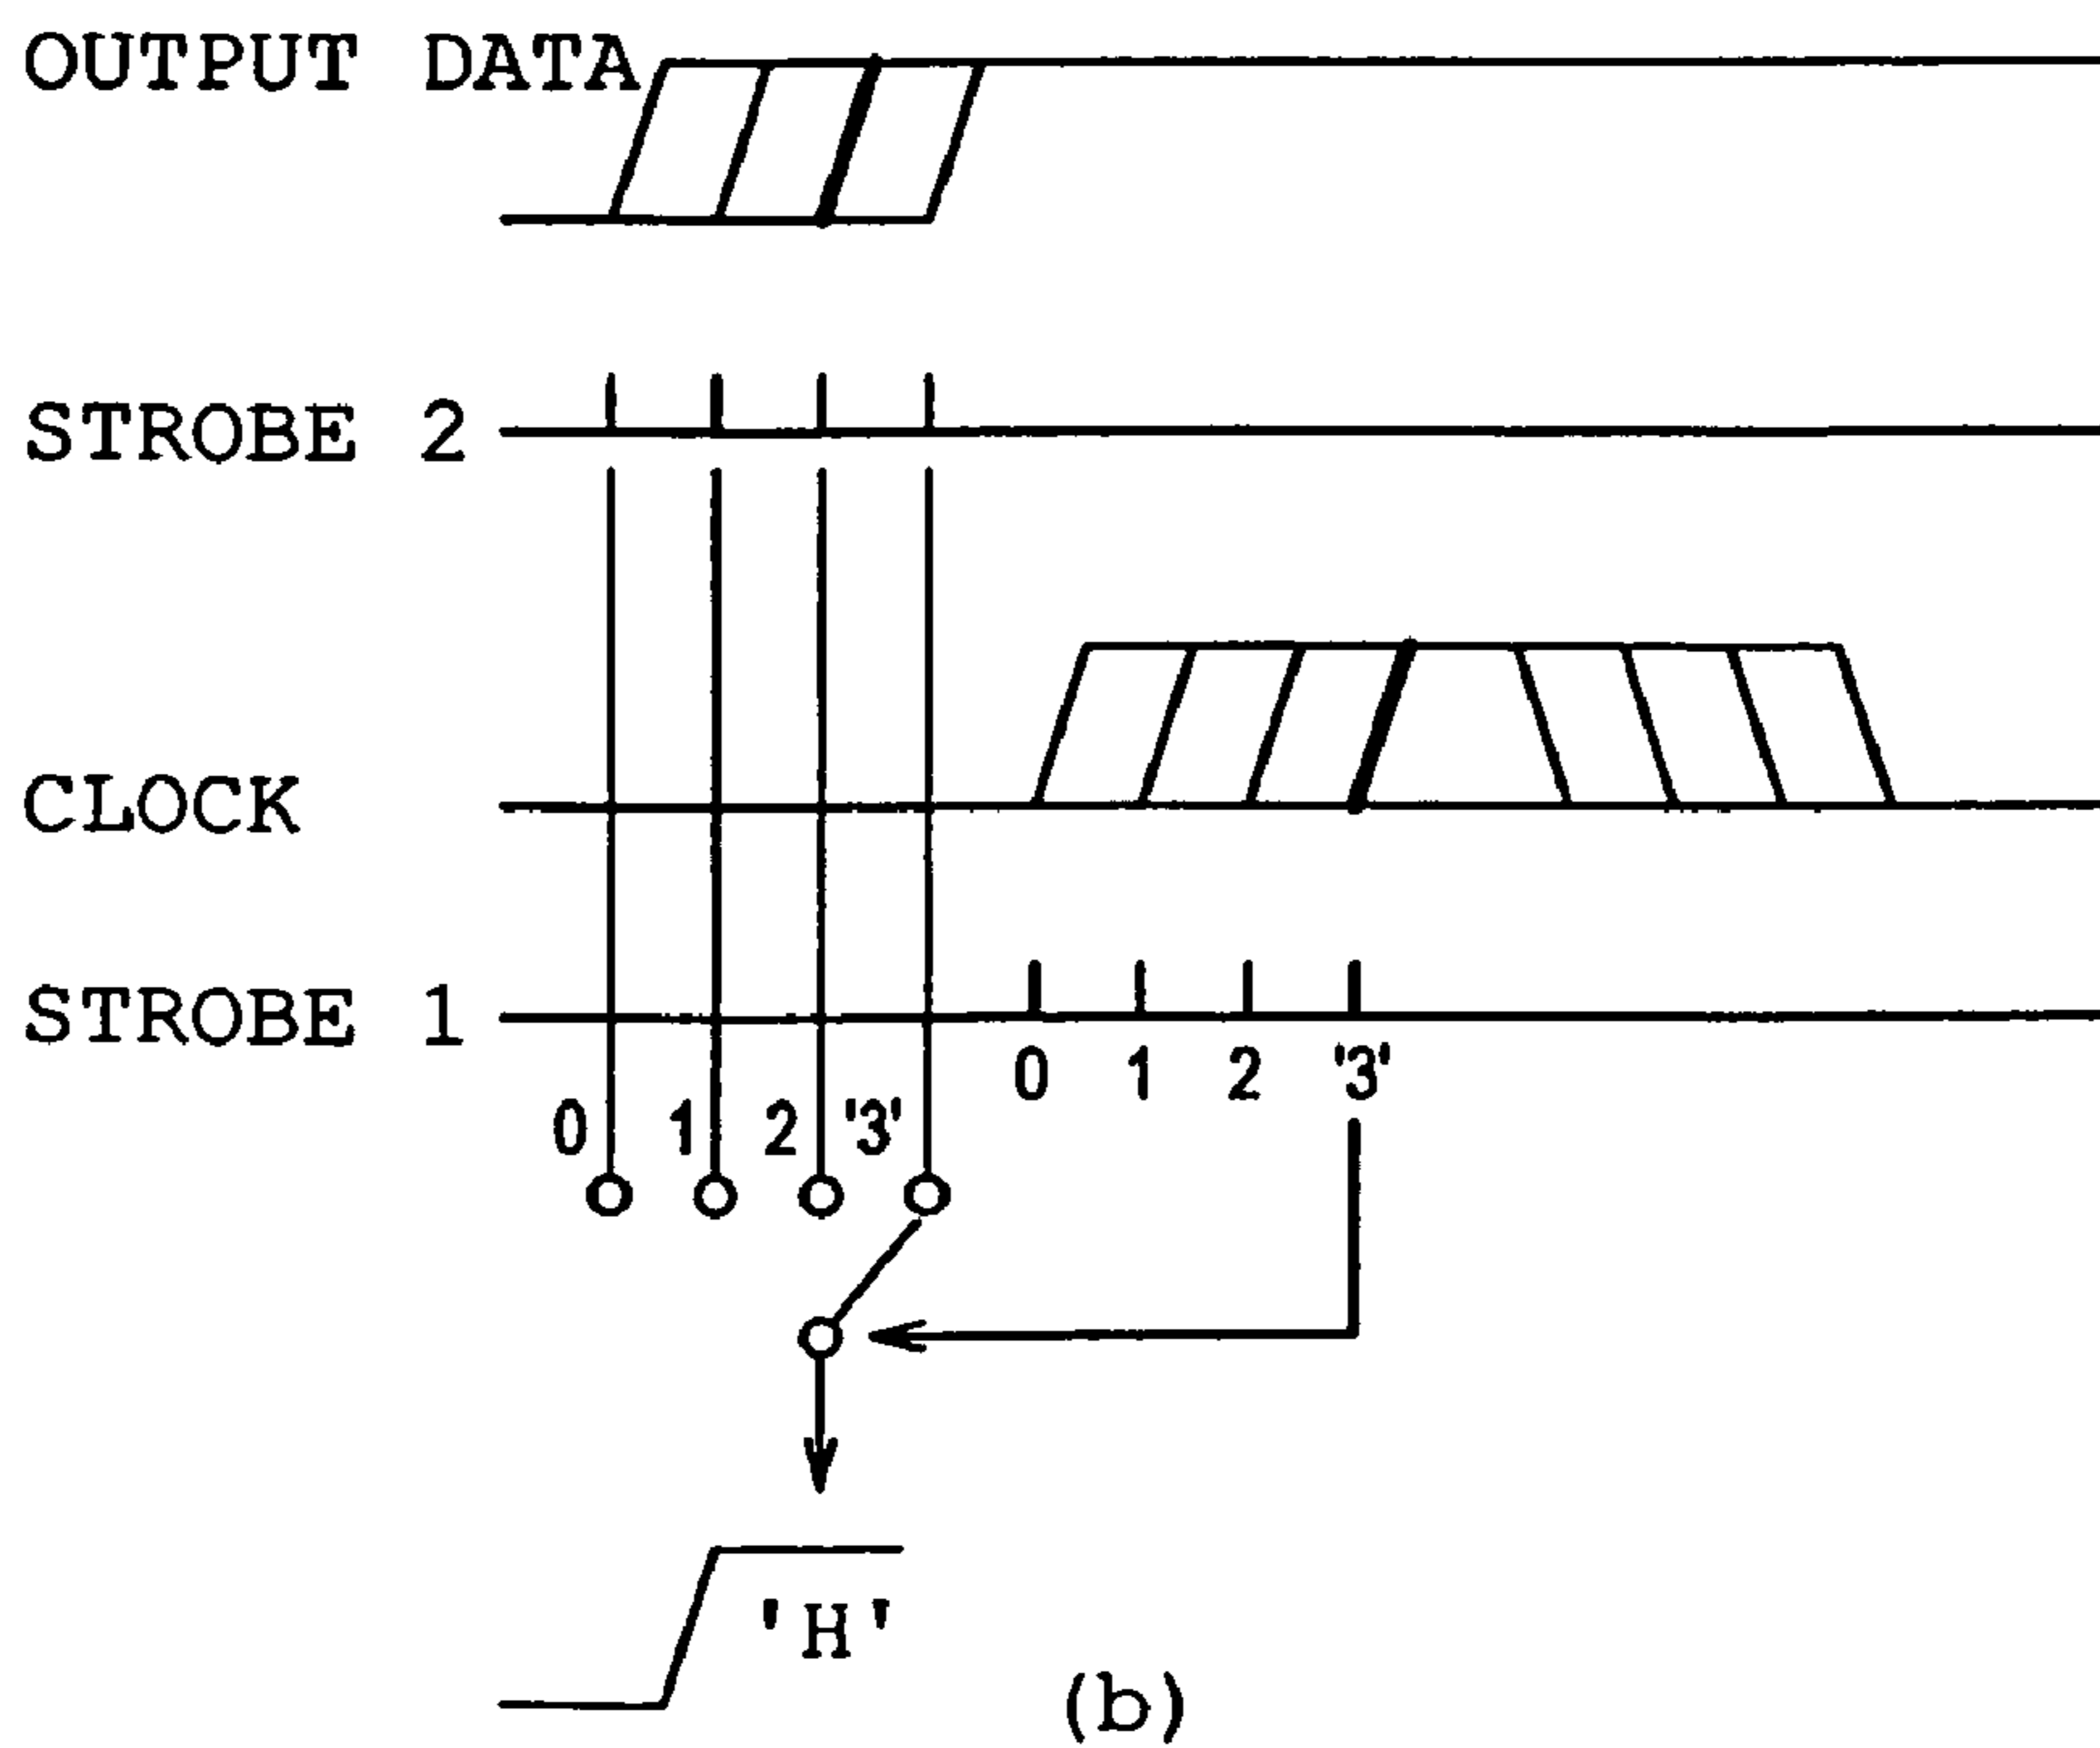 OUTPUT DATA
STROBE 2
CLOCK
STROBE 1
0 1 2 '3'
0 1 2 '3'
'H'
(b)